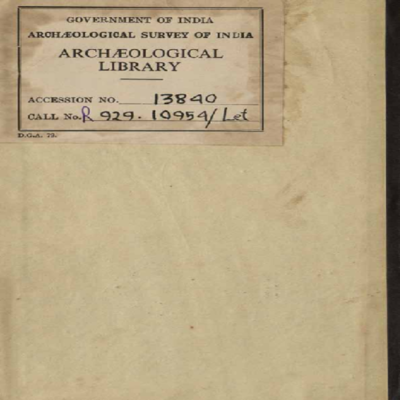 GOVERNMENT OF INDIA
ARCHÆOLOGICAL SURVEY OF INDIA
ARCHÆOLOGICAL
LIBRARY
ACCESSION NO. 13840
CALL No. R 929.10954/Let
D.G.A. 79.